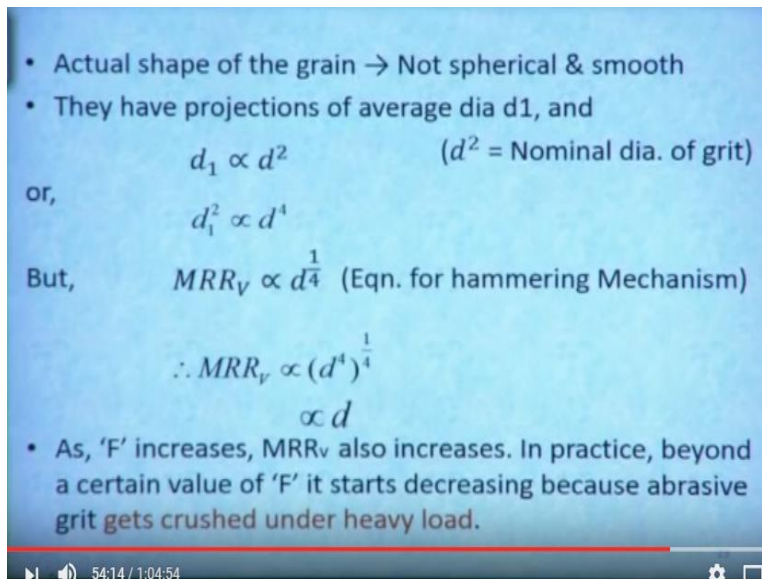 • Actual shape of the grain → Not spherical & smooth
• They have projections of average dia d1, and
d₁ ∝ d² (d² = Nominal dia. of grit)
or,
d₁² ∝ d⁴
But, MRR_V ∝ d^(1/4) (Eqn. for hammering Mechanism)
∴ MRR_v ∝ (d⁴)^(1/4)
∝ d
• As, 'F' increases, MRRv also increases. In practice, beyond
a certain value of 'F' it starts decreasing because abrasive
grit gets crushed under heavy load.
54:14 / 1:04:54